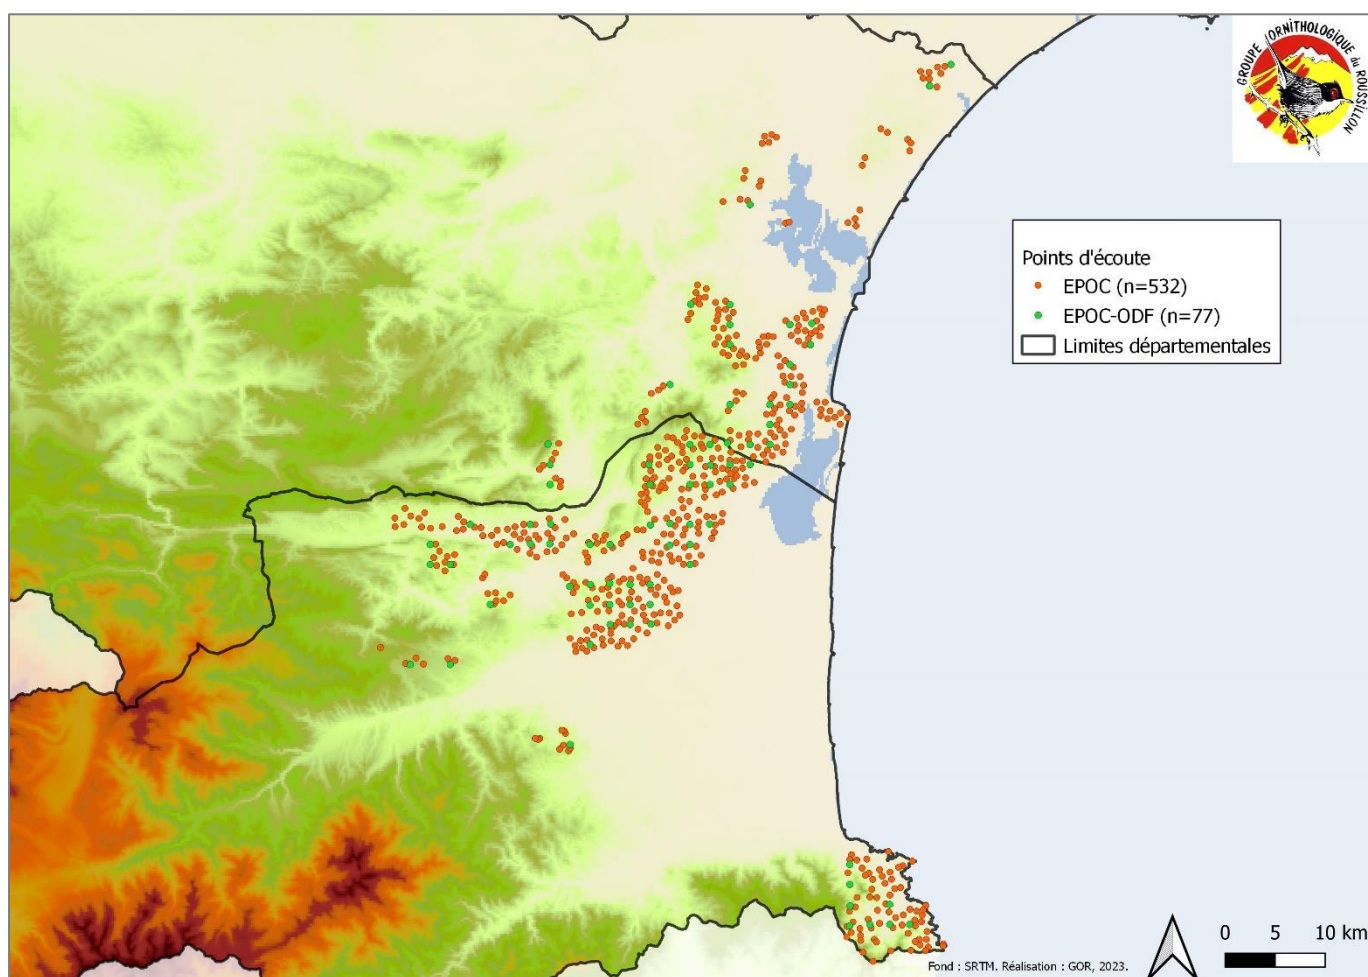 GROUPE ORNITHOLOGIQUE du ROUSSILLON
Points d'écoute
EPOC (n=532)
EPOC-ODF (n=77)
Limites départementales
0 5 10 km
Fond : SRTM. Réalisation : GOR, 2023.